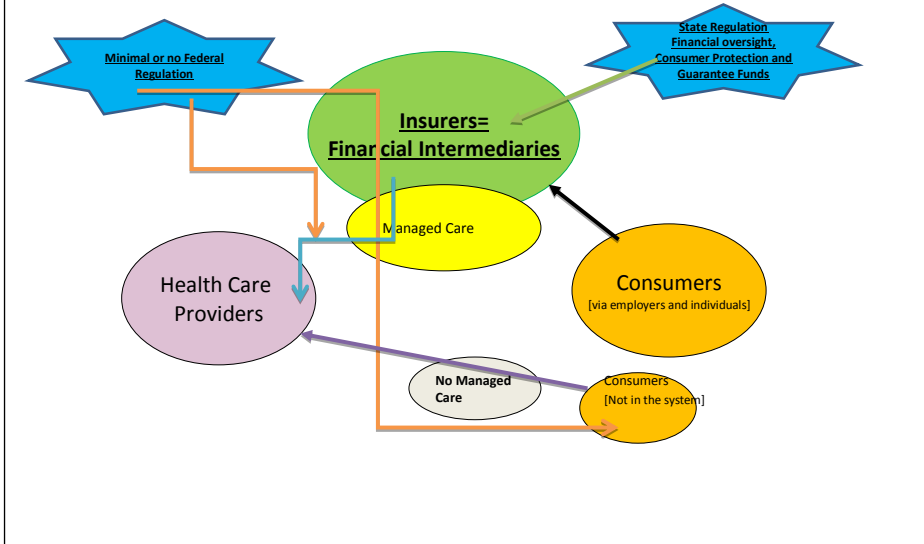 Minimal or no Federal
Regulation
State Regulation
Financial oversight,
Consumer Protection and
Guarantee Funds
Insurers=
Financial Intermediaries
Managed Care
Health Care
Providers
Consumers
[via employers and individuals]
No Managed
Care
Consumers
[Not in the system]